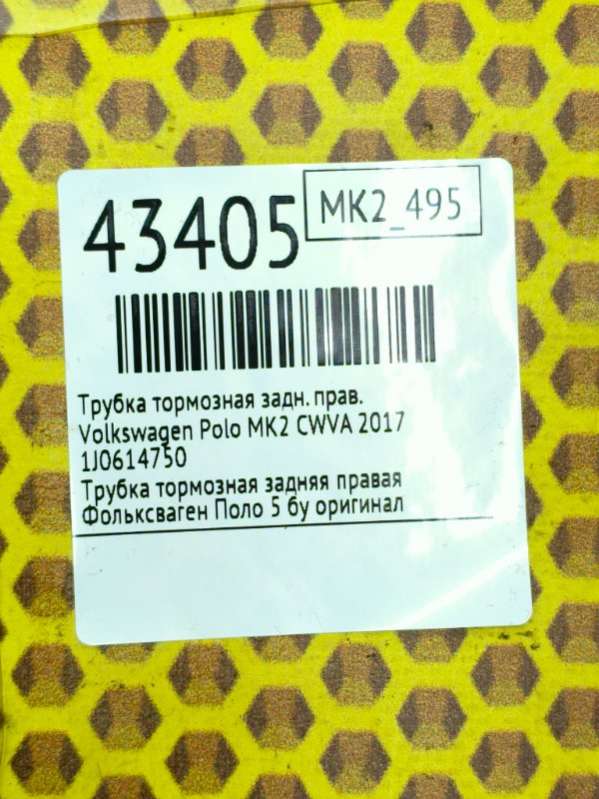 43405
MK2_495
Трубка тормозная задн. прав.
Volkswagen Polo MK2 CWVA 2017
1J0614750
Трубка тормозная задняя правая
Фольксваген Поло 5 бу оригинал